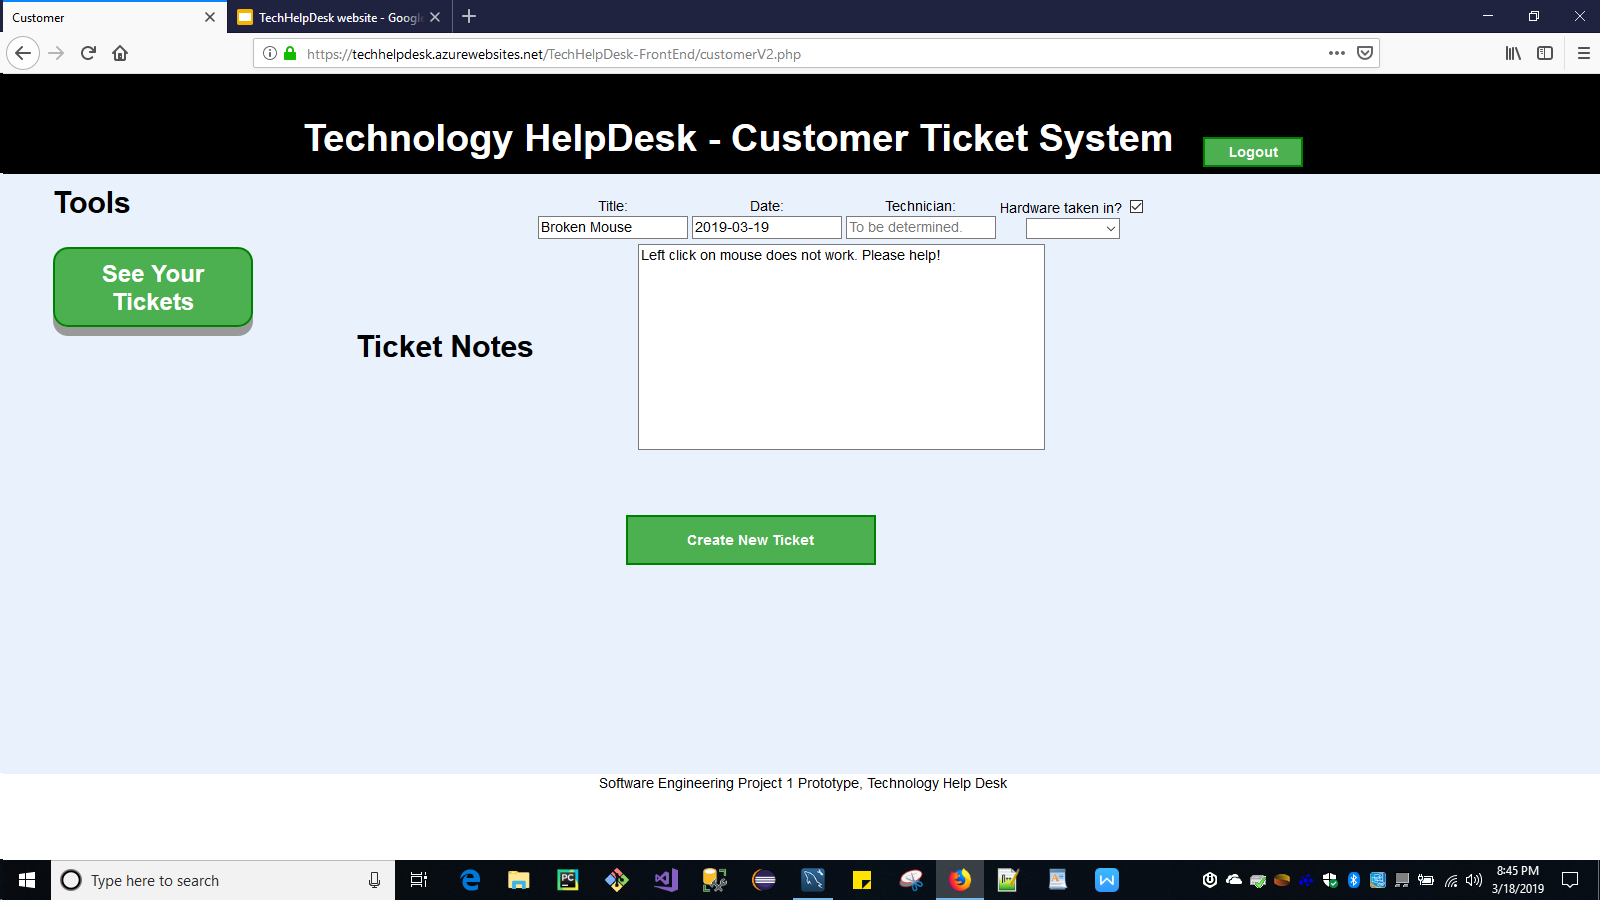 Customer
TechHelpDesk website - Googl
https://techhelpdesk.azurewebsites.net/TechHelpDesk-FrontEnd/customerV2.php
Technology HelpDesk - Customer Ticket System
Logout
Tools
See Your
Tickets
Title:
Date:
Technician:
Hardware taken in?
Broken Mouse
2019-03-19
To be determined.
Left click on mouse does not work. Please help!
Ticket Notes
Create New Ticket
Software Engineering Project 1 Prototype, Technology Help Desk
Type here to search
PC
W
8:45 PM
3/18/2019